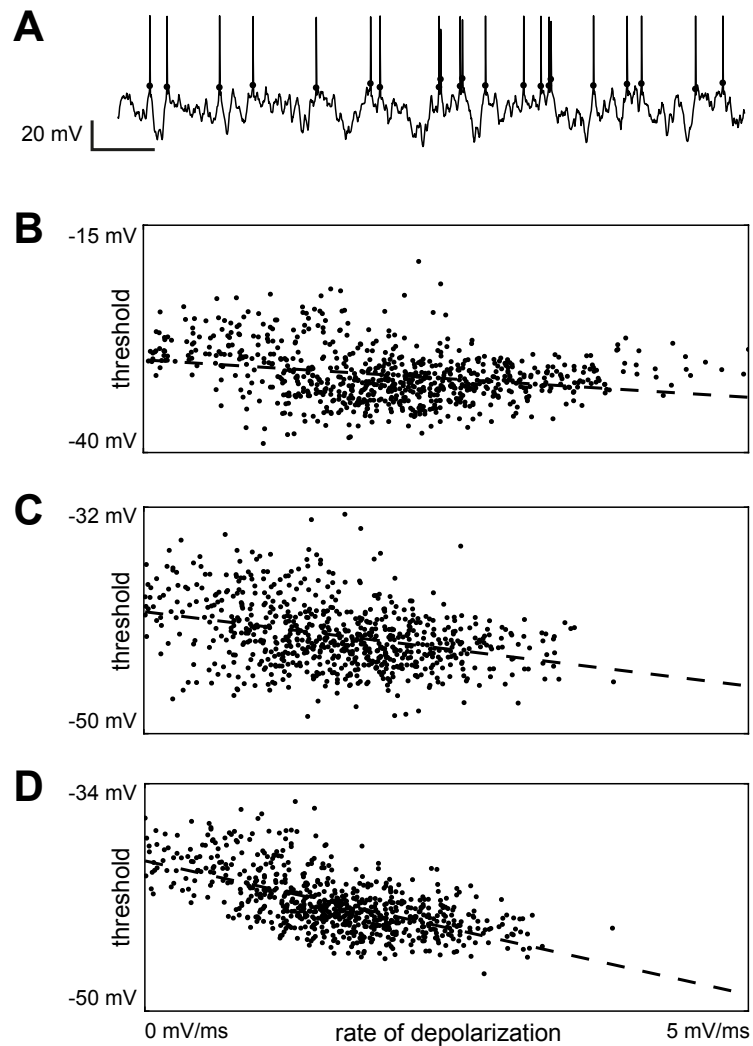 A
20 mV
B
-15 mV
threshold
-40 mV
C
-32 mV
threshold
-50 mV
D
-34 mV
threshold
-50 mV
0 mV/ms rate of depolarization 5 mV/ms